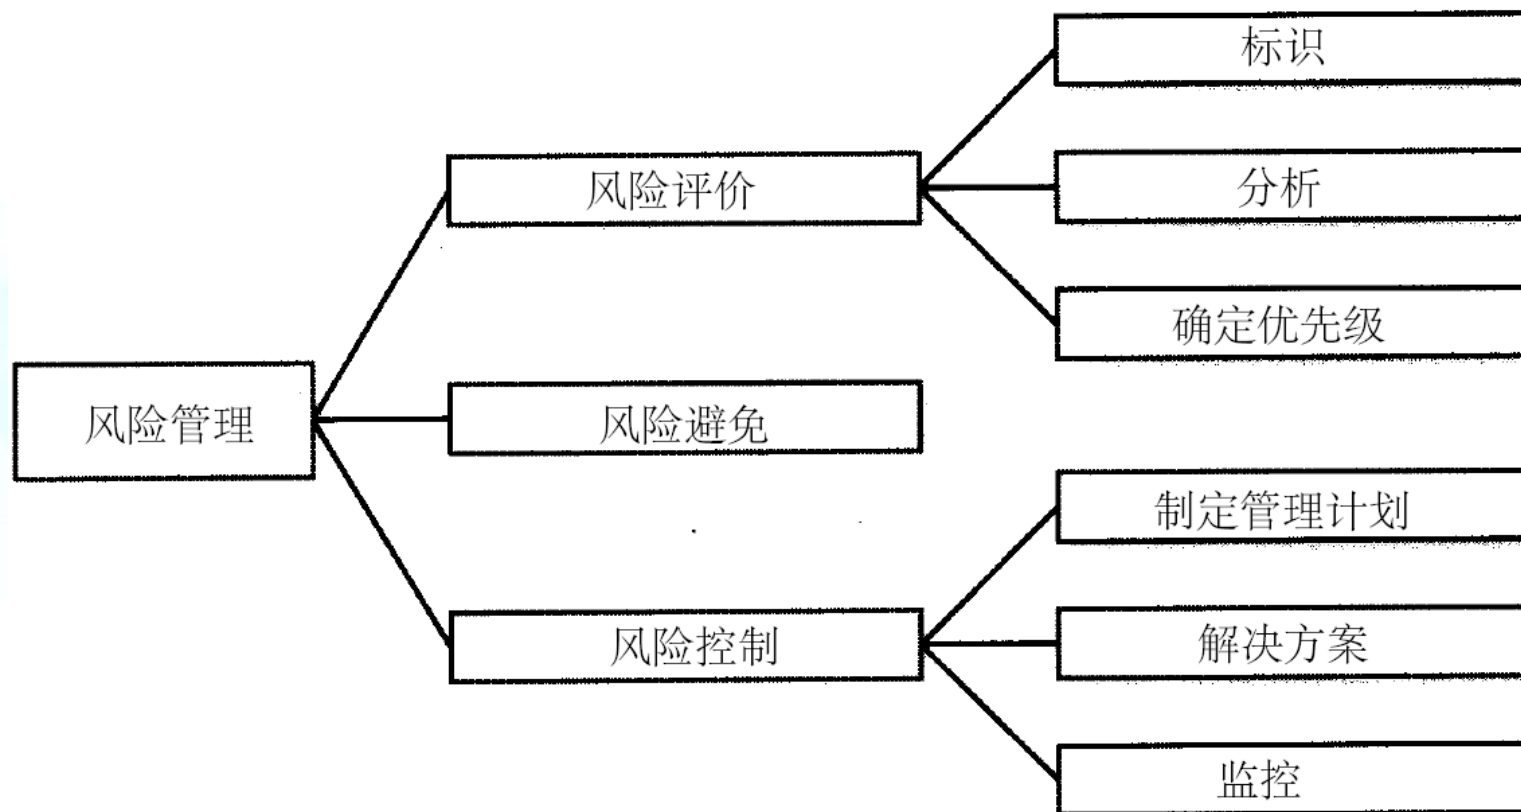 标识
风险评价
分析
确定优先级
风险管理
风险避免
制定管理计划
风险控制
解决方案
监控